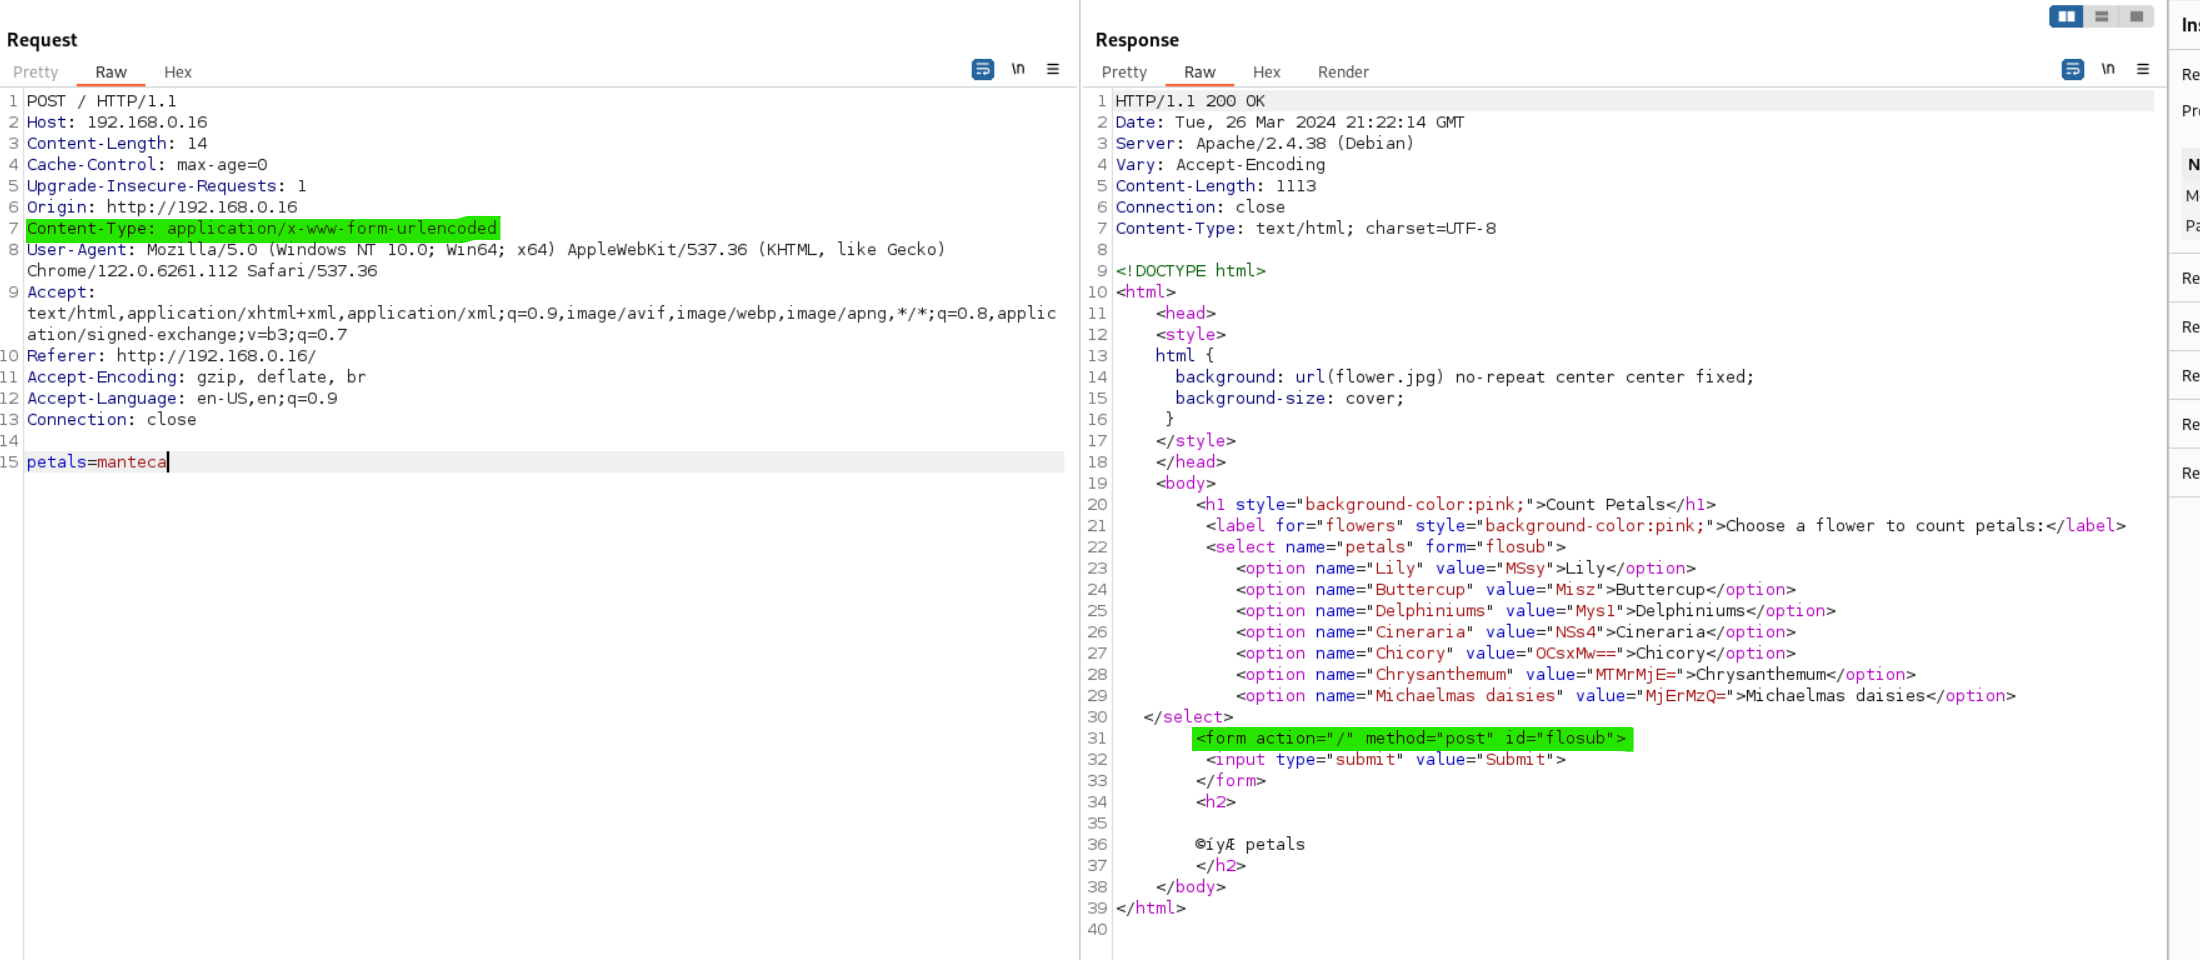 Request
Pretty Raw Hex
\n
1 POST / HTTP/1.1
2 Host: 192.168.0.16
3 Content-Length: 14
4 Cache-Control: max-age=0
5 Upgrade-Insecure-Requests: 1
6 Origin: http://192.168.0.16
7 Content-Type: application/x-www-form-urlencoded
8 User-Agent: Mozilla/5.0 (Windows NT 10.0; Win64; x64) AppleWebKit/537.36 (KHTML, like Gecko)
Chrome/122.0.6261.112 Safari/537.36
9 Accept:
text/html,application/xhtml+xml,application/xml;q=0.9,image/avif,image/webp,image/apng,*/*;q=0.8,applic
ation/signed-exchange;v=b3;q=0.7
10 Referer: http://192.168.0.16/
11 Accept-Encoding: gzip, deflate, br
12 Accept-Language: en-US,en;q=0.9
13 Connection: close
14
15 petals=manteca
Response
Pretty Raw Hex Render
\n
1 HTTP/1.1 200 OK
2 Date: Tue, 26 Mar 2024 21:22:14 GMT
3 Server: Apache/2.4.38 (Debian)
4 Vary: Accept-Encoding
5 Content-Length: 1113
6 Connection: close
7 Content-Type: text/html; charset=UTF-8
8
9 <!DOCTYPE html>
10 <html>
11 <head>
12 <style>
13 html {
14 background: url(flower.jpg) no-repeat center center fixed;
15 background-size: cover;
16 }
17 </style>
18 </head>
19 <body>
20 <h1 style="background-color:pink;">Count Petals</h1>
21 <label for="flowers" style="background-color:pink;">Choose a flower to count petals:</label>
22 <select name="petals" form="flosub">
23 <option name="Lily" value="MSsy">Lily</option>
24 <option name="Buttercup" value="Misz">Buttercup</option>
25 <option name="Delphiniums" value="Mys1">Delphiniums</option>
26 <option name="Cineraria" value="NSs4">Cineraria</option>
27 <option name="Chicory" value="OCsxMw==">Chicory</option>
28 <option name="Chrysanthemum" value="MTMrMjE=">Chrysanthemum</option>
29 <option name="Michaelmas daisies" value="MjErMzQ=">Michaelmas daisies</option>
30 </select>
31 <form action="/" method="post" id="flosub">
32 <input type="submit" value="Submit">
33 </form>
34 <h2>
35
36 ©íyÆ petals
37 </h2>
38 </body>
39 </html>
40